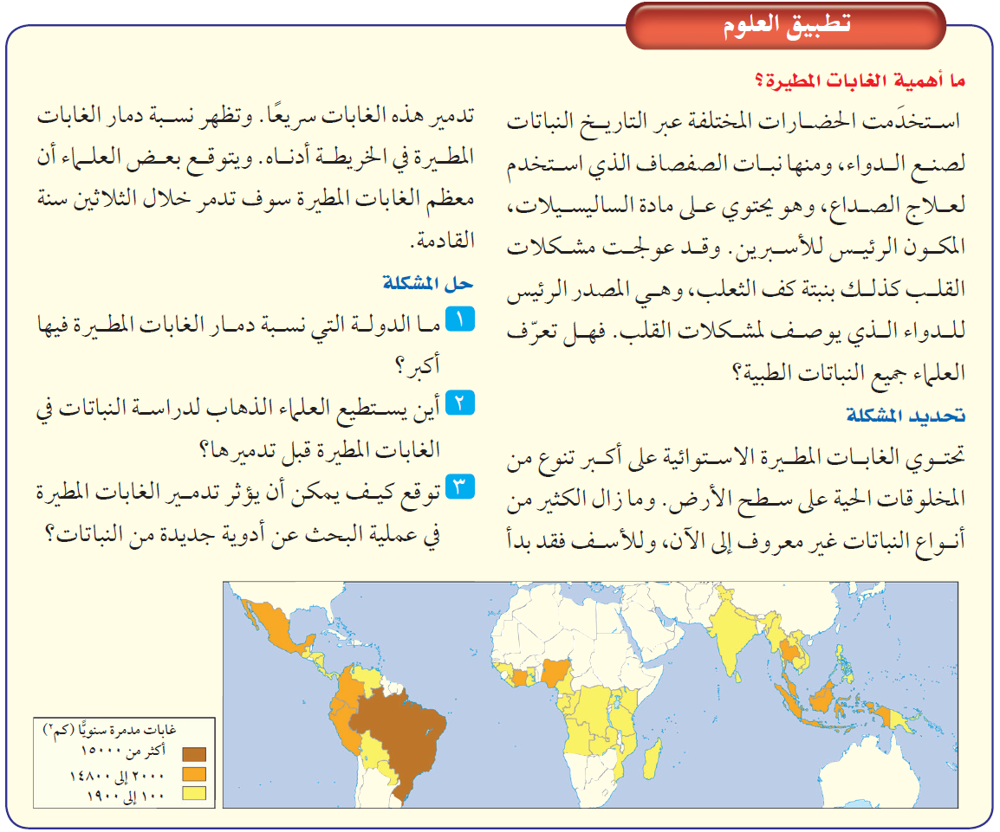 تطبيق العلوم
ما أهمية الغابات المطيرة؟
استخدَمت الحضارات المختلفة عبر التاريخ النباتات
لصنع الدواء، ومنها نبات الصفصاف الذي استخدم
لعلاج الصداع، وهو يحتوي على مادة الساليسيلات،
المكون الرئيس للأسبرين. وقد عولجت مشكلات
القلب كذلك بنبتة كف الثعلب، وهي المصدر الرئيس
للدواء الذي يوصف لمشكلات القلب. فهل تعرّف
العلماء جميع النباتات الطبية؟
تحديد المشكلة
تحتوي الغابات المطيرة الاستوائية على أكبر تنوع من
المخلوقات الحية على سطح الأرض. وما زال الكثير من
أنواع النباتات غير معروف إلى الآن، وللأسف فقد بدأ
تدمير هذه الغابات سريعًا. وتظهر نسبة دمار الغابات
المطيرة في الخريطة أدناه. ويتوقع بعض العلماء أن
معظم الغابات المطيرة سوف تدمر خلال الثلاثين سنة
القادمة.
حل المشكلة
١ ما الدولة التي نسبة دمار الغابات المطيرة فيها
أكبر؟
٢ أين يستطيع العلماء الذهاب لدراسة النباتات في
الغابات المطيرة قبل تدميرها؟
٣ توقع كيف يمكن أن يؤثر تدمير الغابات المطيرة
في عملية البحث عن أدوية جديدة من النباتات؟
غابات مدمرة سنويًّا (كم٢)
أكثر من ١٥٠٠٠
٢٠٠٠ إلى ١٤٨٠٠
١٠٠ إلى ١٩٠٠